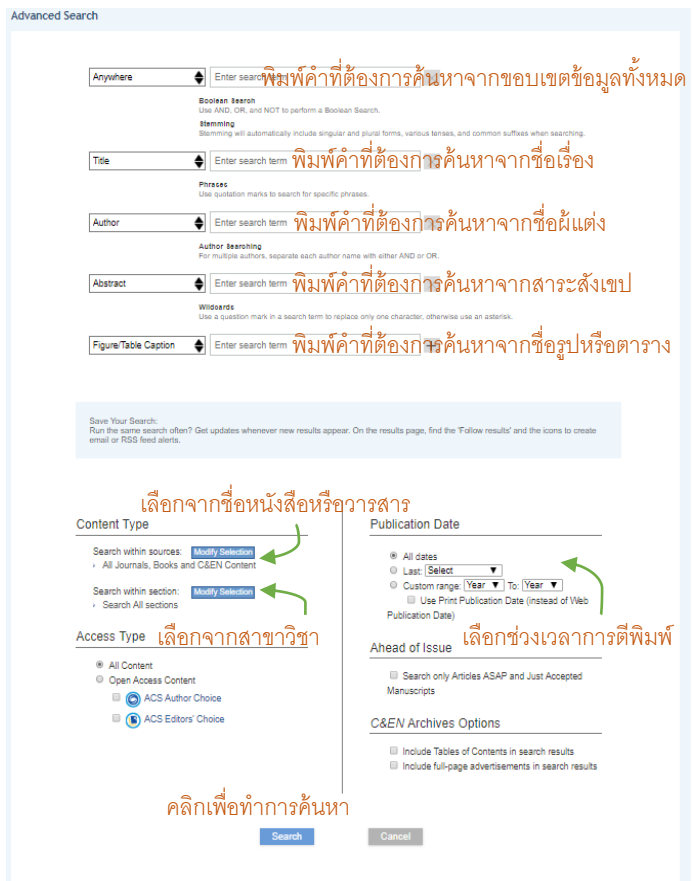 Advanced Search
Anywhere Enter search term พิมพ์คำที่ต้องการค้นหาจากขอบเขตข้อมูลทั้งหมด
Boolean Search
Use AND, OR, and NOT to perform a Boolean Search.
Stemming
Stemming will automatically include singular and plural forms, various tenses, and common suffixes when searching.
Title Enter search term พิมพ์คำที่ต้องการค้นหาจากชื่อเรื่อง
Phrases
Use quotation marks to search for specific phrases.
Author Enter search term พิมพ์คำที่ต้องการค้นหาจากชื่อผู้แต่ง
Author Searching
For multiple authors, separate each author name with either AND or OR.
Abstract Enter search term พิมพ์คำที่ต้องการค้นหาจากสาระสังเขป
Wildcards
Use a question mark in a search term to replace only one character, otherwise use an asterisk.
Figure/Table Caption Enter search term พิมพ์คำที่ต้องการค้นหาจากชื่อรูปหรือตาราง
Save Your Search:
Run the same search often? Get updates whenever new results appear. On the results page, find the 'Follow results' and the icons to create
email or RSS feed alerts.
เลือกจากชื่อหนังสือหรือวารสาร
Content Type
Search within sources: Modify Selection
All Journals, Books and C&EN Content
Search within section: Modify Selection
Search All sections
Access Type เลือกจากสาขาวิชา
All Content
Open Access Content
ACS Author Choice
ACS Editors' Choice
Publication Date
All dates
Last: Select
Custom range: Year To: Year
Use Print Publication Date (instead of Web
Publication Date)
เลือกช่วงเวลาการตีพิมพ์
Ahead of Issue
Search only Articles ASAP and Just Accepted
Manuscripts
C&EN Archives Options
Include Tables of Contents in search results
Include full-page advertisements in search results
คลิกเพื่อทำการค้นหา
Search Cancel